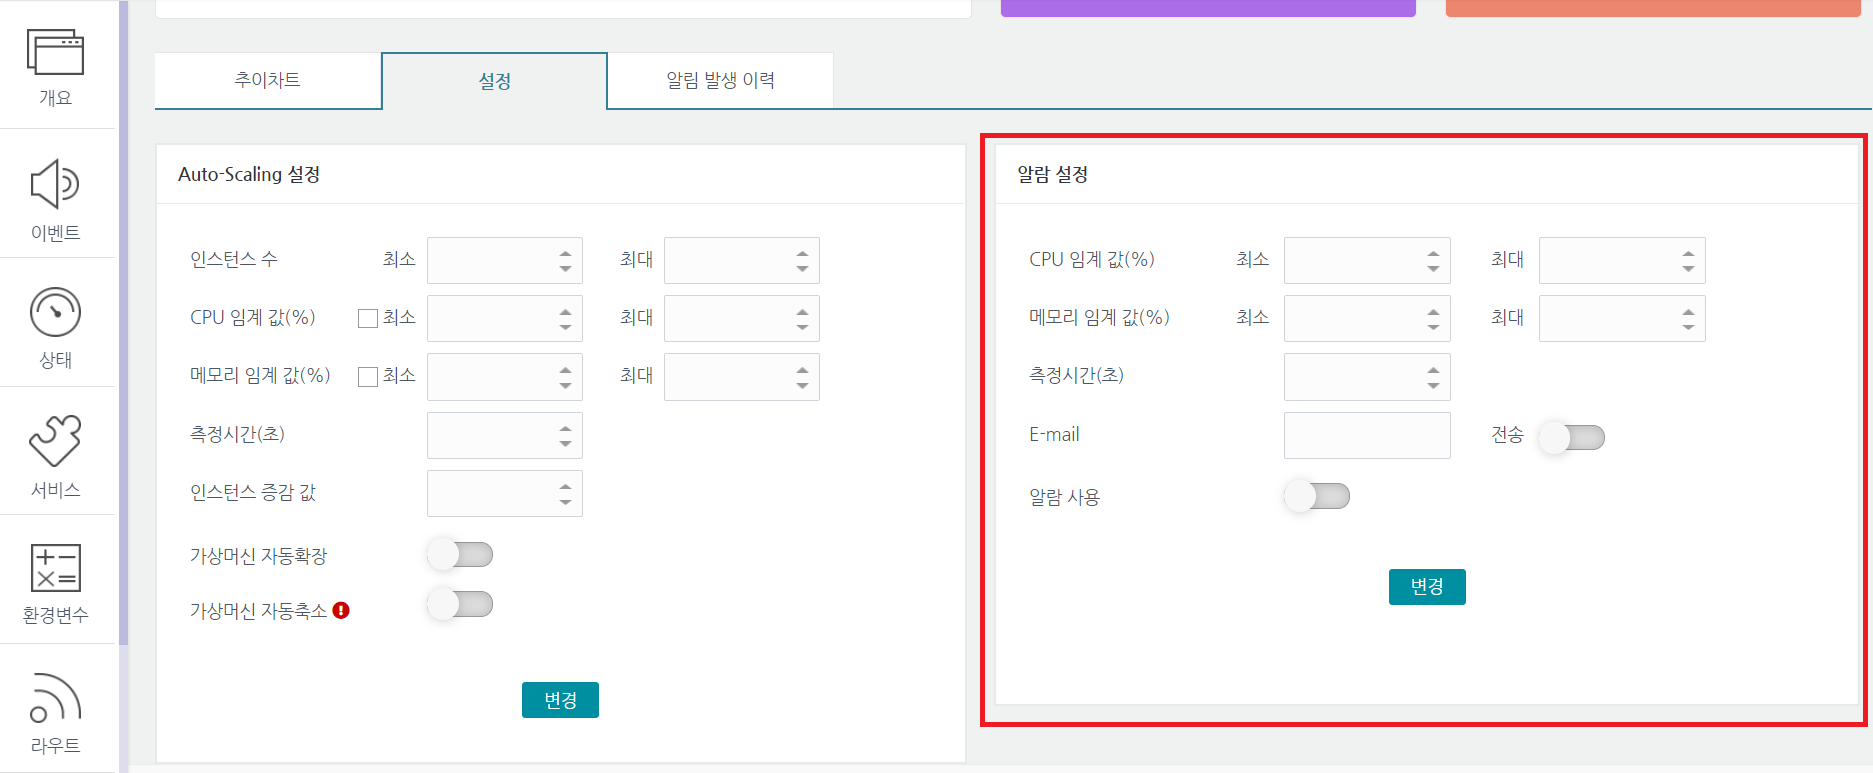 개요
이벤트
상태
서비스
환경변수
라우트
추이차트
설정
알림 발생 이력
Auto-Scaling 설정
인스턴스 수 최소 최대
CPU 임계 값(%) 최소 최대
메모리 임계 값(%) 최소 최대
측정시간(초)
인스턴스 증감 값
가상머신 자동확장
가상머신 자동축소
변경
알람 설정
CPU 임계 값(%) 최소 최대
메모리 임계 값(%) 최소 최대
측정시간(초)
E-mail 전송
알람 사용
변경